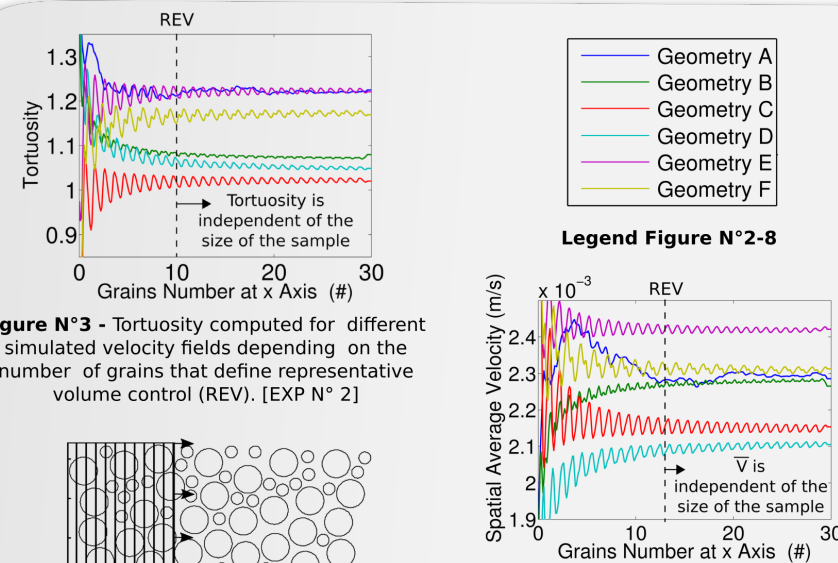 REV
1.3
1.2
1.1
1
0.9
Tortuosity
Tortuosity is
independent of the
size of the sample
0 10 20 30
Grains Number at x Axis (#)
gure N°3 - Tortuosity computed for different
simulated velocity fields depending on the
number of grains that define representative
volume control (REV). [EXP N° 2]
Geometry A
Geometry B
Geometry C
Geometry D
Geometry E
Geometry F
Legend Figure N°2-8
x 10⁻³
REV
2.4
2.3
2.2
2.1
2
1.9
Spatial Average Velocity (m/s)
V̅ is
independent of the
size of the sample
0 10 20 30
Grains Number at x Axis (#)